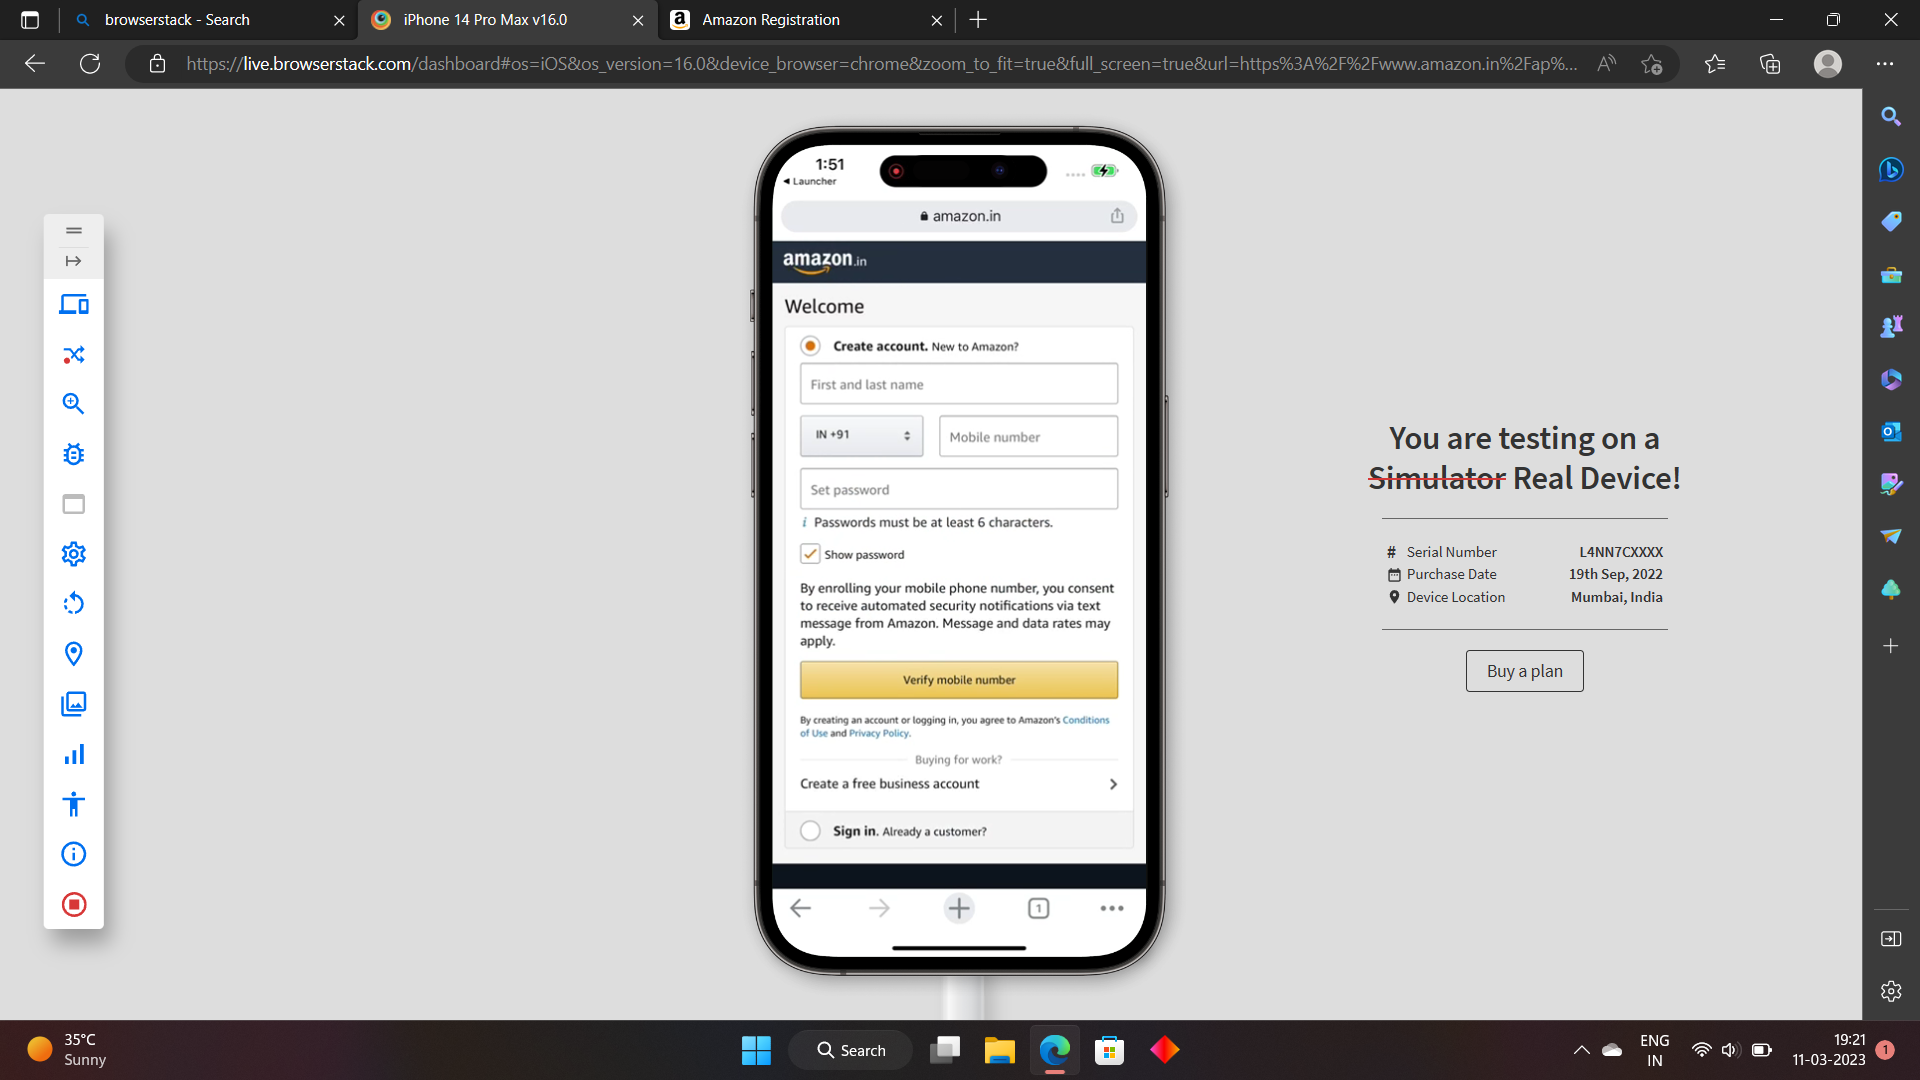 browserstack - Search
iPhone 14 Pro Max v16.0
Amazon Registration
https://live.browserstack.com/dashboard#os=iOS&os_version=16.0&device_browser=chrome&zoom_to_fit=true&full_screen=true&url=https%3A%2F%2Fwww.amazon.in%2Fap%...
1:51
Launcher
amazon.in
amazon.in
Welcome
Create account. New to Amazon?
First and last name
IN +91
Mobile number
Set password
i Passwords must be at least 6 characters.
Show password
By enrolling your mobile phone number, you consent
to receive automated security notifications via text
message from Amazon. Message and data rates may
apply.
Verify mobile number
By creating an account or logging in, you agree to Amazon's Conditions
of Use and Privacy Policy.
Buying for work?
Create a free business account
Sign in. Already a customer?
1
You are testing on a
Simulator Real Device!
# Serial Number L4NN7CXXXX
Purchase Date 19th Sep, 2022
Device Location Mumbai, India
Buy a plan
35°C
Sunny
Search
ENG
IN
19:21
11-03-2023
1